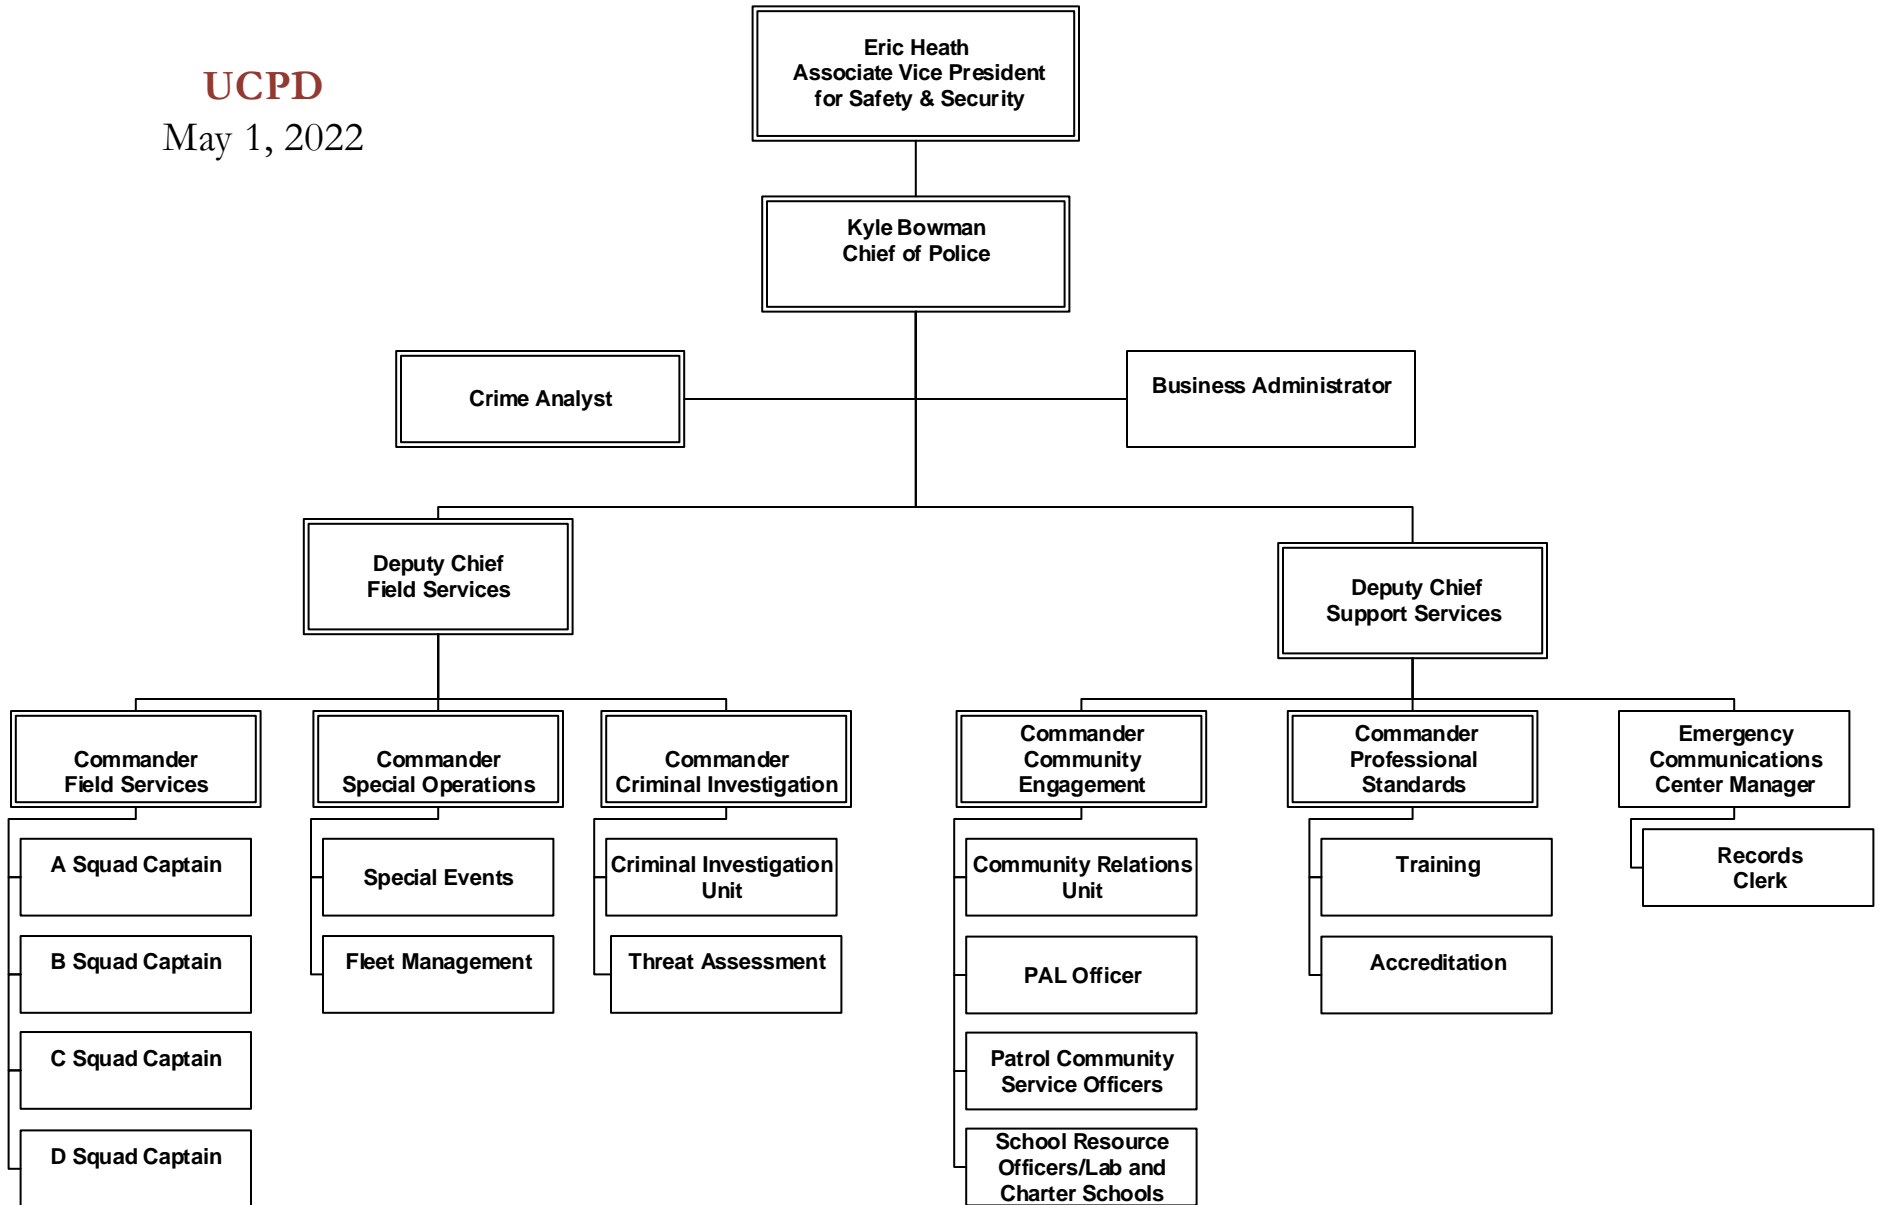 UCPD
May 1, 2022
Eric Heath
Associate Vice President
for Safety & Security
Kyle Bowman
Chief of Police
Crime Analyst
Business Administrator
Deputy Chief
Field Services
Deputy Chief
Support Services
Commander
Field Services
Commander
Special Operations
Commander
Criminal Investigation
Commander
Community
Engagement
Commander
Professional
Standards
Emergency
Communications
Center Manager
A Squad Captain
B Squad Captain
C Squad Captain
D Squad Captain
Special Events
Fleet Management
Criminal Investigation
Unit
Threat Assessment
Community Relations
Unit
PAL Officer
Patrol Community
Service Officers
School Resource
Officers/Lab and
Charter Schools
Training
Accreditation
Records
Clerk